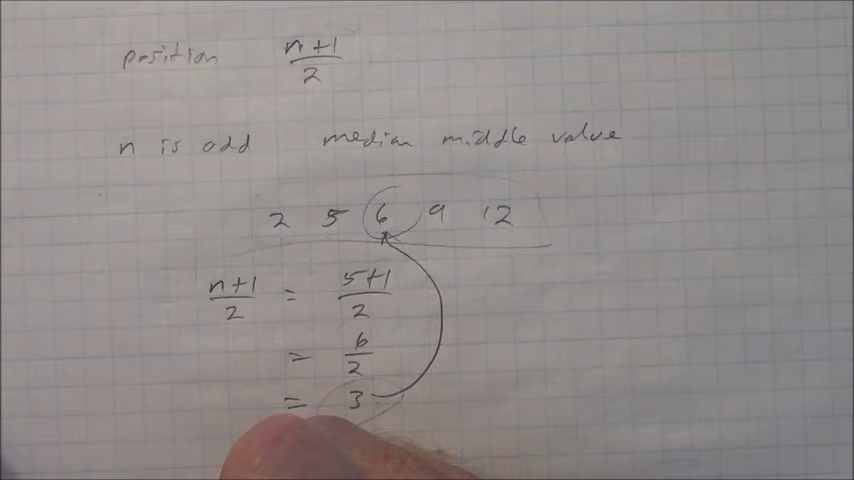 position n+1/2
n is odd median middle value
2 5 6 9 12
n+1/2 = 5+1/2
= 6/2
= 3